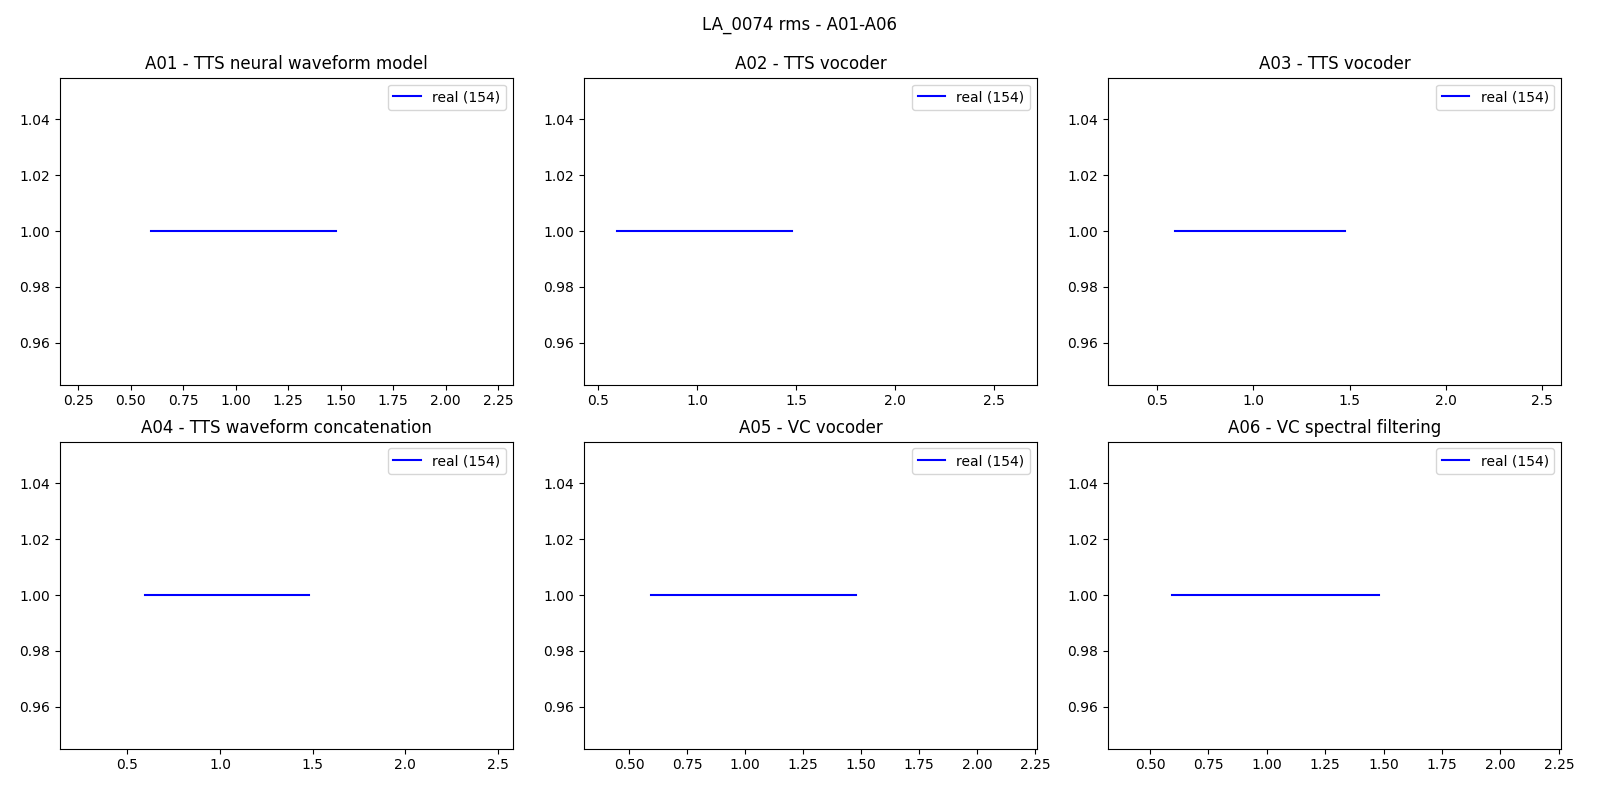 LA_0074 rms - A01-A06
A01 - TTS neural waveform model
real (154)
1.04
1.02
1.00
0.98
0.96
0.25 0.50 0.75 1.00 1.25 1.50 1.75 2.00 2.25
A02 - TTS vocoder
real (154)
1.04
1.02
1.00
0.98
0.96
0.5 1.0 1.5 2.0 2.5
A03 - TTS vocoder
real (154)
1.04
1.02
1.00
0.98
0.96
0.5 1.0 1.5 2.0 2.5
A04 - TTS waveform concatenation
real (154)
1.04
1.02
1.00
0.98
0.96
0.5 1.0 1.5 2.0 2.5
A05 - VC vocoder
real (154)
1.04
1.02
1.00
0.98
0.96
0.50 0.75 1.00 1.25 1.50 1.75 2.00 2.25
A06 - VC spectral filtering
real (154)
1.04
1.02
1.00
0.98
0.96
0.50 0.75 1.00 1.25 1.50 1.75 2.00 2.25